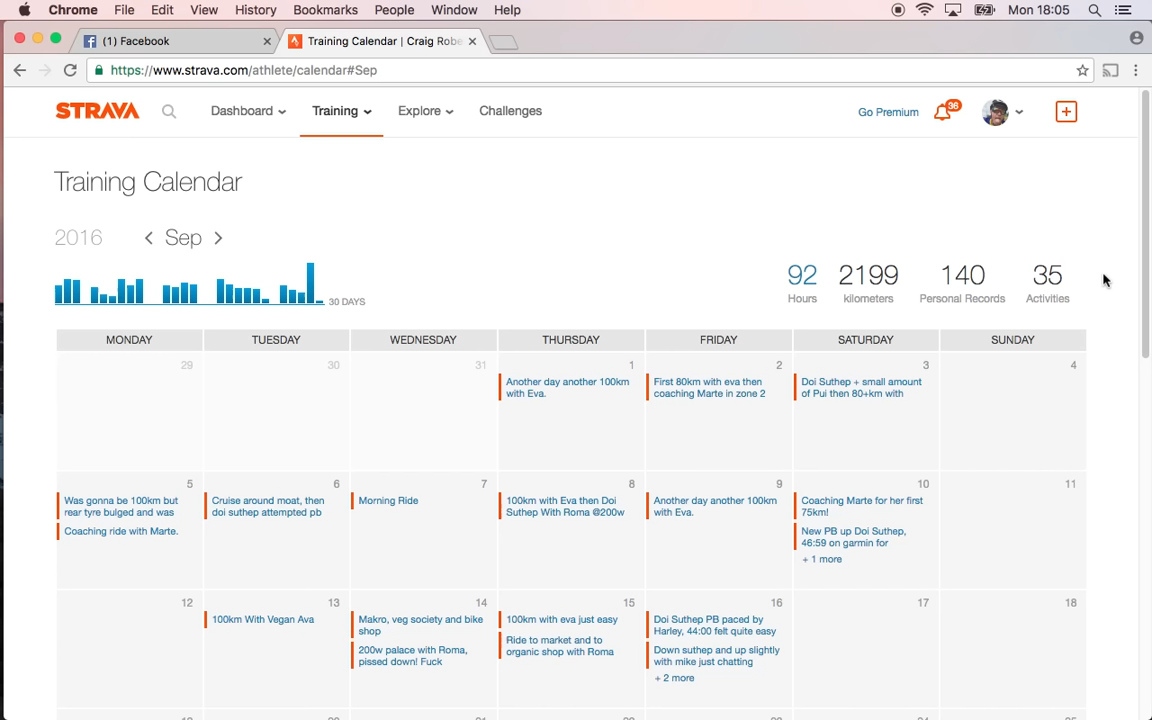 Chrome File Edit View History Bookmarks People Window Help Mon 18:05
(1) Facebook Training Calendar | Craig Robe
https://www.strava.com/athlete/calendar#Sep
STRAVA Dashboard Training Explore Challenges Go Premium 36
Training Calendar
2016 < Sep >
30 DAYS
92 2199 140 35
Hours kilometers Personal Records Activities
MONDAY TUESDAY WEDNESDAY THURSDAY FRIDAY SATURDAY SUNDAY
29 30 31 1 2 3 4
Another day another 100km
with Eva.
First 80km with eva then
coaching Marte in zone 2
Doi Suthep + small amount
of Pui then 80+km with
5 6 7 8 9 10 11
Was gonna be 100km but
rear tyre bulged and was
Coaching ride with Marte.
Cruise around moat, then
doi suthep attempted pb
Morning Ride
100km with Eva then Doi
Suthep With Roma @200w
Another day another 100km
with Eva.
Coaching Marte for her first
75km!
New PB up Doi Suthep,
46:59 on garmin for
+ 1 more
12 13 14 15 16 17 18
100km With Vegan Ava
Makro, veg society and bike
shop
200w palace with Roma,
pissed down! Fuck
100km with eva just easy
Ride to market and to
organic shop with Roma
Doi Suthep PB paced by
Harley, 44:00 felt quite easy
Down suthep and up slightly
with mike just chatting
+ 2 more